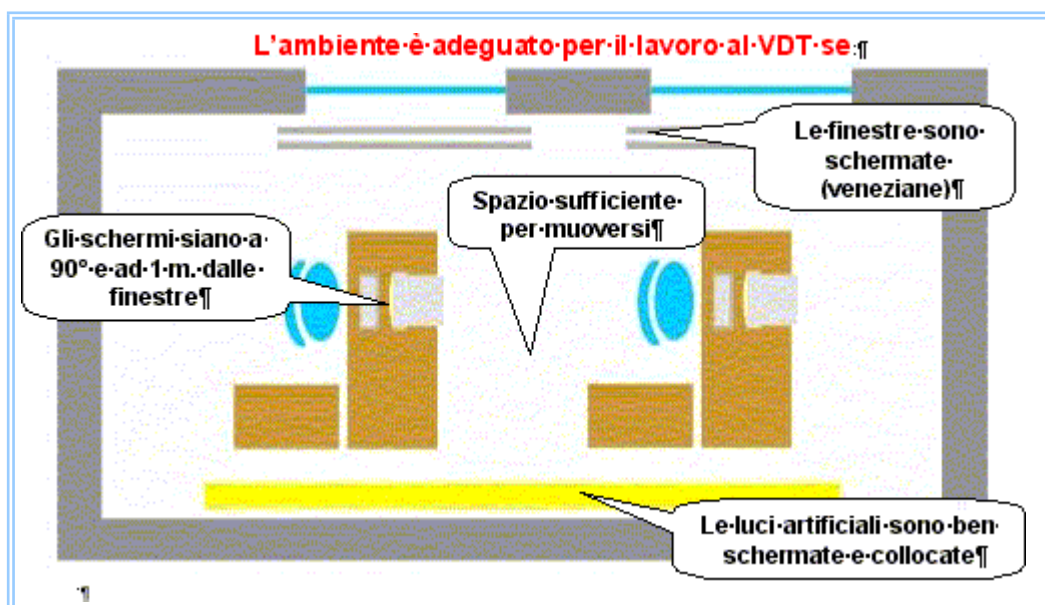 L'ambiente·è·adeguato·per·il·lavoro·al·VDT·se·:¶
Le·finestre·sono·
schermate·
(veneziane)¶
Spazio·sufficiente·
per·muoversi¶
Gli·schermi·siano·a·
90°·e·ad·1·m.·dalle·
finestre¶
Le·luci·artificiali·sono·ben·
schermate·e·collocate¶
·¶